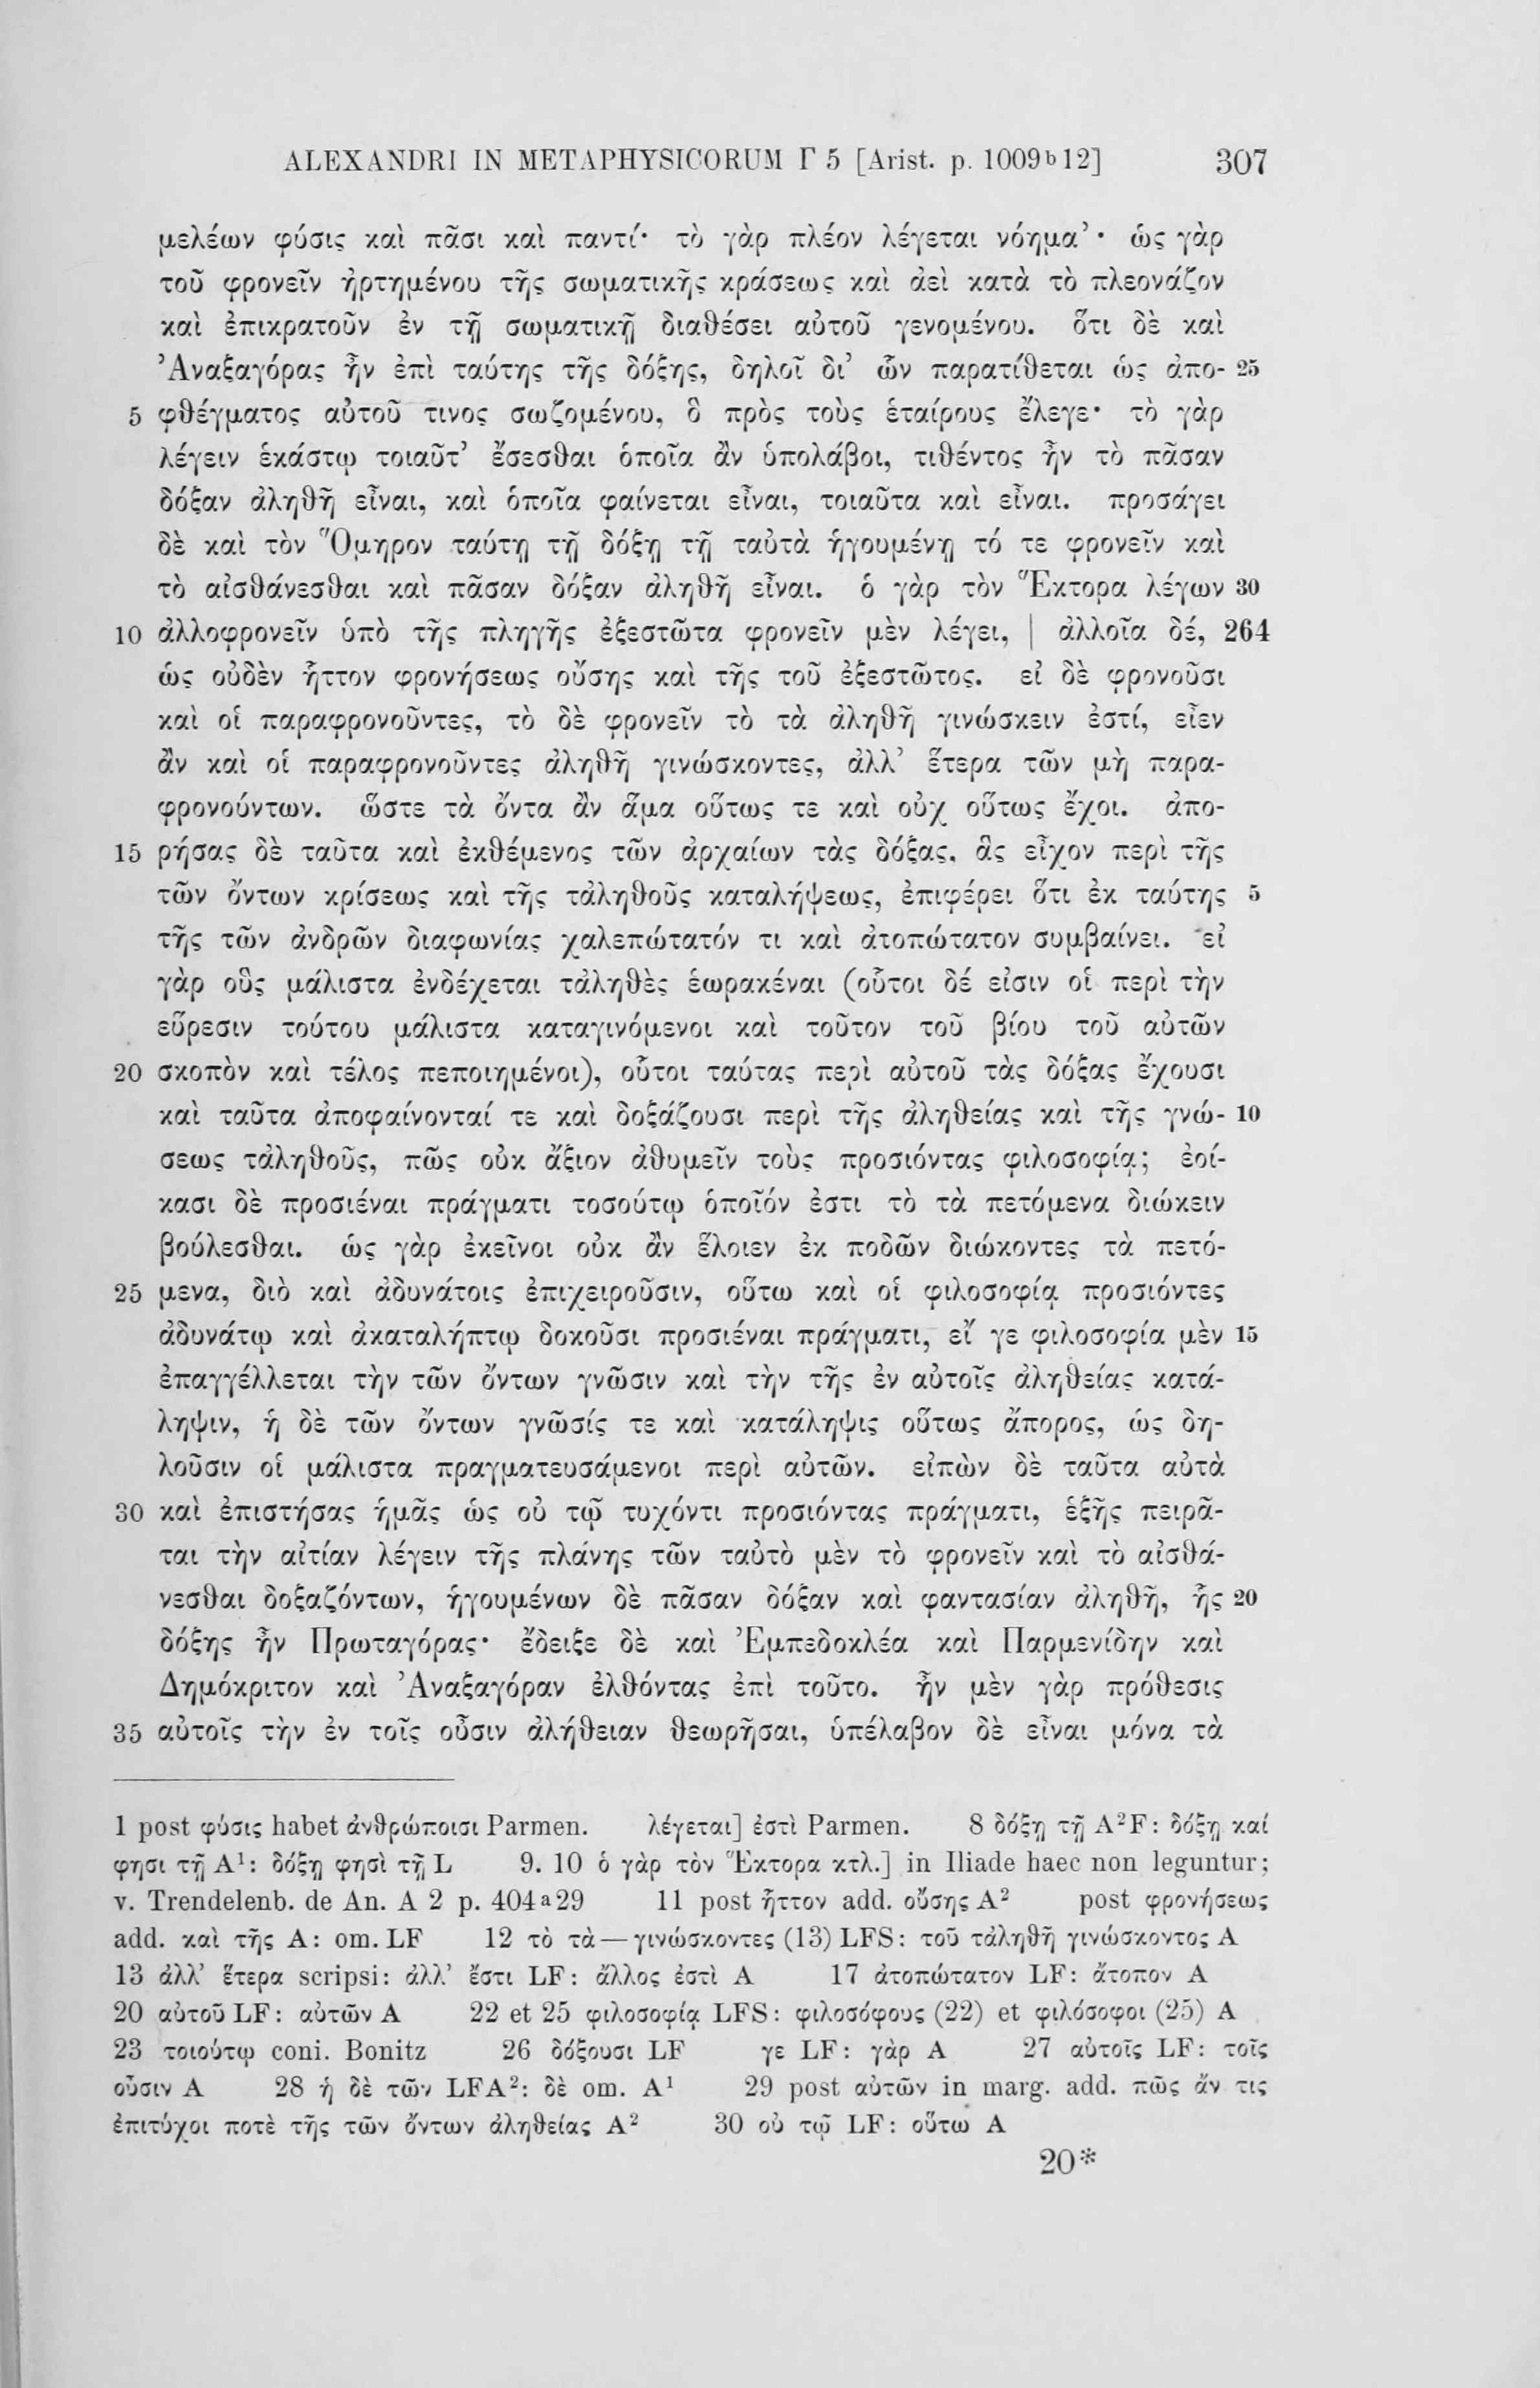 ALEXANDRI IN METAPHYSICORUM Γ 5 [Arist. p. 1009ᵇ12] 307
μελέων φύσις καὶ πᾶσι καὶ παντί· τὸ γὰρ πλέον λέγεται νόημα’· ὡς γὰρ
τοῦ φρονεῖν ἠρτημένου τῆς σωματικῆς κράσεως καὶ ἀεὶ κατὰ τὸ πλεονάζον
καὶ ἐπικρατοῦν ἐν τῇ σωματικῇ διαθέσει αὐτοῦ γενομένου. ὅτι δὲ καὶ
Ἀναξαγόρας ἦν ἐπὶ ταύτης τῆς δόξης, δηλοῖ δι’ ὧν παρατίθεται ὡς ἀπο- 25
5 φθέγματος αὐτοῦ τινος σωζομένου, ὃ πρὸς τοὺς ἑταίρους ἔλεγε· τὸ γὰρ
λέγειν ἑκάστῳ τοιαῦτ’ ἔσεσθαι ὁποῖα ἂν ὑπολάβοι, τιθέντος ἦν τὸ πᾶσαν
δόξαν ἀληθῆ εἶναι, καὶ ὁποῖα φαίνεται εἶναι, τοιαῦτα καὶ εἶναι. προσάγει
δὲ καὶ τὸν Ὅμηρον ταύτῃ τῇ δόξῃ τῇ ταὐτὰ ἡγουμένῃ τό τε φρονεῖν καὶ
τὸ αἰσθάνεσθαι καὶ πᾶσαν δόξαν ἀληθῆ εἶναι. ὁ γὰρ τὸν Ἕκτορα λέγων 30
10 ἀλλοφρονεῖν ὑπὸ τῆς πληγῆς ἐξεστῶτα φρονεῖν μὲν λέγει, | ἀλλοῖα δέ, 264
ὡς οὐδὲν ἧττον φρονήσεως οὔσης καὶ τῆς τοῦ ἐξεστῶτος. εἰ δὲ φρονοῦσι
καὶ οἱ παραφρονοῦντες, τὸ δὲ φρονεῖν τὸ τὰ ἀληθῆ γινώσκειν ἐστί, εἶεν
ἂν καὶ οἱ παραφρονοῦντες ἀληθῆ γινώσκοντες, ἀλλ’ ἕτερα τῶν μὴ παρα-
φρονούντων. ὥστε τὰ ὄντα ἂν ἅμα οὕτως τε καὶ οὐχ οὕτως ἔχοι. ἀπο-
15 ρήσας δὲ ταῦτα καὶ ἐκθέμενος τῶν ἀρχαίων τὰς δόξας, ἃς εἶχον περὶ τῆς
τῶν ὄντων κρίσεως καὶ τῆς τἀληθοῦς καταλήψεως, ἐπιφέρει ὅτι ἐκ ταύτης 5
τῆς τῶν ἀνδρῶν διαφωνίας χαλεπώτατόν τι καὶ ἀτοπώτατον συμβαίνει. εἰ
γὰρ οὓς μάλιστα ἐνδέχεται τἀληθὲς ἑωρακέναι (οὗτοι δέ εἰσιν οἱ περὶ τὴν
εὕρεσιν τούτου μάλιστα καταγινόμενοι καὶ τοῦτον τοῦ βίου τοῦ αὑτῶν
20 σκοπὸν καὶ τέλος πεποιημένοι), οὗτοι ταύτας περὶ αὐτοῦ τὰς δόξας ἔχουσι
καὶ ταῦτα ἀποφαίνονταί τε καὶ δοξάζουσι περὶ τῆς ἀληθείας καὶ τῆς γνώ- 10
σεως τἀληθοῦς, πῶς οὐκ ἄξιον ἀθυμεῖν τοὺς προσιόντας φιλοσοφίᾳ; ἐοί-
κασι δὲ προσιέναι πράγματι τοσούτῳ ὁποῖόν ἐστι τὸ τὰ πετόμενα διώκειν
βούλεσθαι. ὡς γὰρ ἐκεῖνοι οὐκ ἂν ἕλοιεν ἐκ ποδῶν διώκοντες τὰ πετό-
25 μενα, διὸ καὶ ἀδυνάτοις ἐπιχειροῦσιν, οὕτω καὶ οἱ φιλοσοφίᾳ προσιόντες
ἀδυνάτῳ καὶ ἀκαταλήπτῳ δοκοῦσι προσιέναι πράγματι, εἴ γε φιλοσοφία μὲν 15
ἐπαγγέλλεται τὴν τῶν ὄντων γνῶσιν καὶ τὴν τῆς ἐν αὐτοῖς ἀληθείας κατά-
ληψιν, ἡ δὲ τῶν ὄντων γνῶσίς τε καὶ κατάληψις οὕτως ἄπορος, ὡς δη-
λοῦσιν οἱ μάλιστα πραγματευσάμενοι περὶ αὐτῶν. εἰπὼν δὲ ταῦτα αὐτὰ
30 καὶ ἐπιστήσας ἡμᾶς ὡς οὐ τῷ τυχόντι προσιόντας πράγματι, ἑξῆς πειρᾶ-
ται τὴν αἰτίαν λέγειν τῆς πλάνης τῶν ταὐτὸ μὲν τὸ φρονεῖν καὶ τὸ αἰσθά-
νεσθαι δοξαζόντων, ἡγουμένων δὲ πᾶσαν δόξαν καὶ φαντασίαν ἀληθῆ, ἧς 20
δόξης ἦν Πρωταγόρας· ἔδειξε δὲ καὶ Ἐμπεδοκλέα καὶ Παρμενίδην καὶ
Δημόκριτον καὶ Ἀναξαγόραν ἐλθόντας ἐπὶ τοῦτο. ἦν μὲν γὰρ πρόθεσις
35 αὐτοῖς τὴν ἐν τοῖς οὖσιν ἀλήθειαν θεωρῆσαι, ὑπέλαβον δὲ εἶναι μόνα τὰ
1 post φύσις habet ἀνθρώποισι Parmen. λέγεται] ἐστὶ Parmen. 8 δόξῃ τῇ A²F: δόξῃ καί
φησι τῇ A¹: δόξῃ φησὶ τῇ L 9. 10 ὁ γὰρ τὸν Ἕκτορα κτλ.] in Iliade haec non leguntur;
v. Trendelenb. de An. A 2 p. 404ᵃ29 11 post ἧττον add. οὔσης A² post φρονήσεως
add. καὶ τῆς A: om. LF 12 τὸ τὰ—γινώσκοντες (13) LFS: τοῦ τἀληθῆ γινώσκοντος A
13 ἀλλ’ ἕτερα scripsi: ἀλλ’ ἔστι LF: ἄλλος ἐστὶ A 17 ἀτοπώτατον LF: ἄτοπον A
20 αὐτοῦ LF: αὐτῶν A 22 et 25 φιλοσοφίᾳ LFS: φιλοσόφους (22) et φιλόσοφοι (25) A
23 τοιούτῳ coni. Bonitz 26 δόξουσι LF γε LF: γὰρ A 27 αὐτοῖς LF: τοῖς
οὖσιν A 28 ἡ δὲ τῶν LFA²: δὲ om. A¹ 29 post αὐτῶν in marg. add. πῶς ἄν τις
ἐπιτύχοι ποτὲ τῆς τῶν ὄντων ἀληθείας A² 30 οὐ τῷ LF: οὕτω A
20*